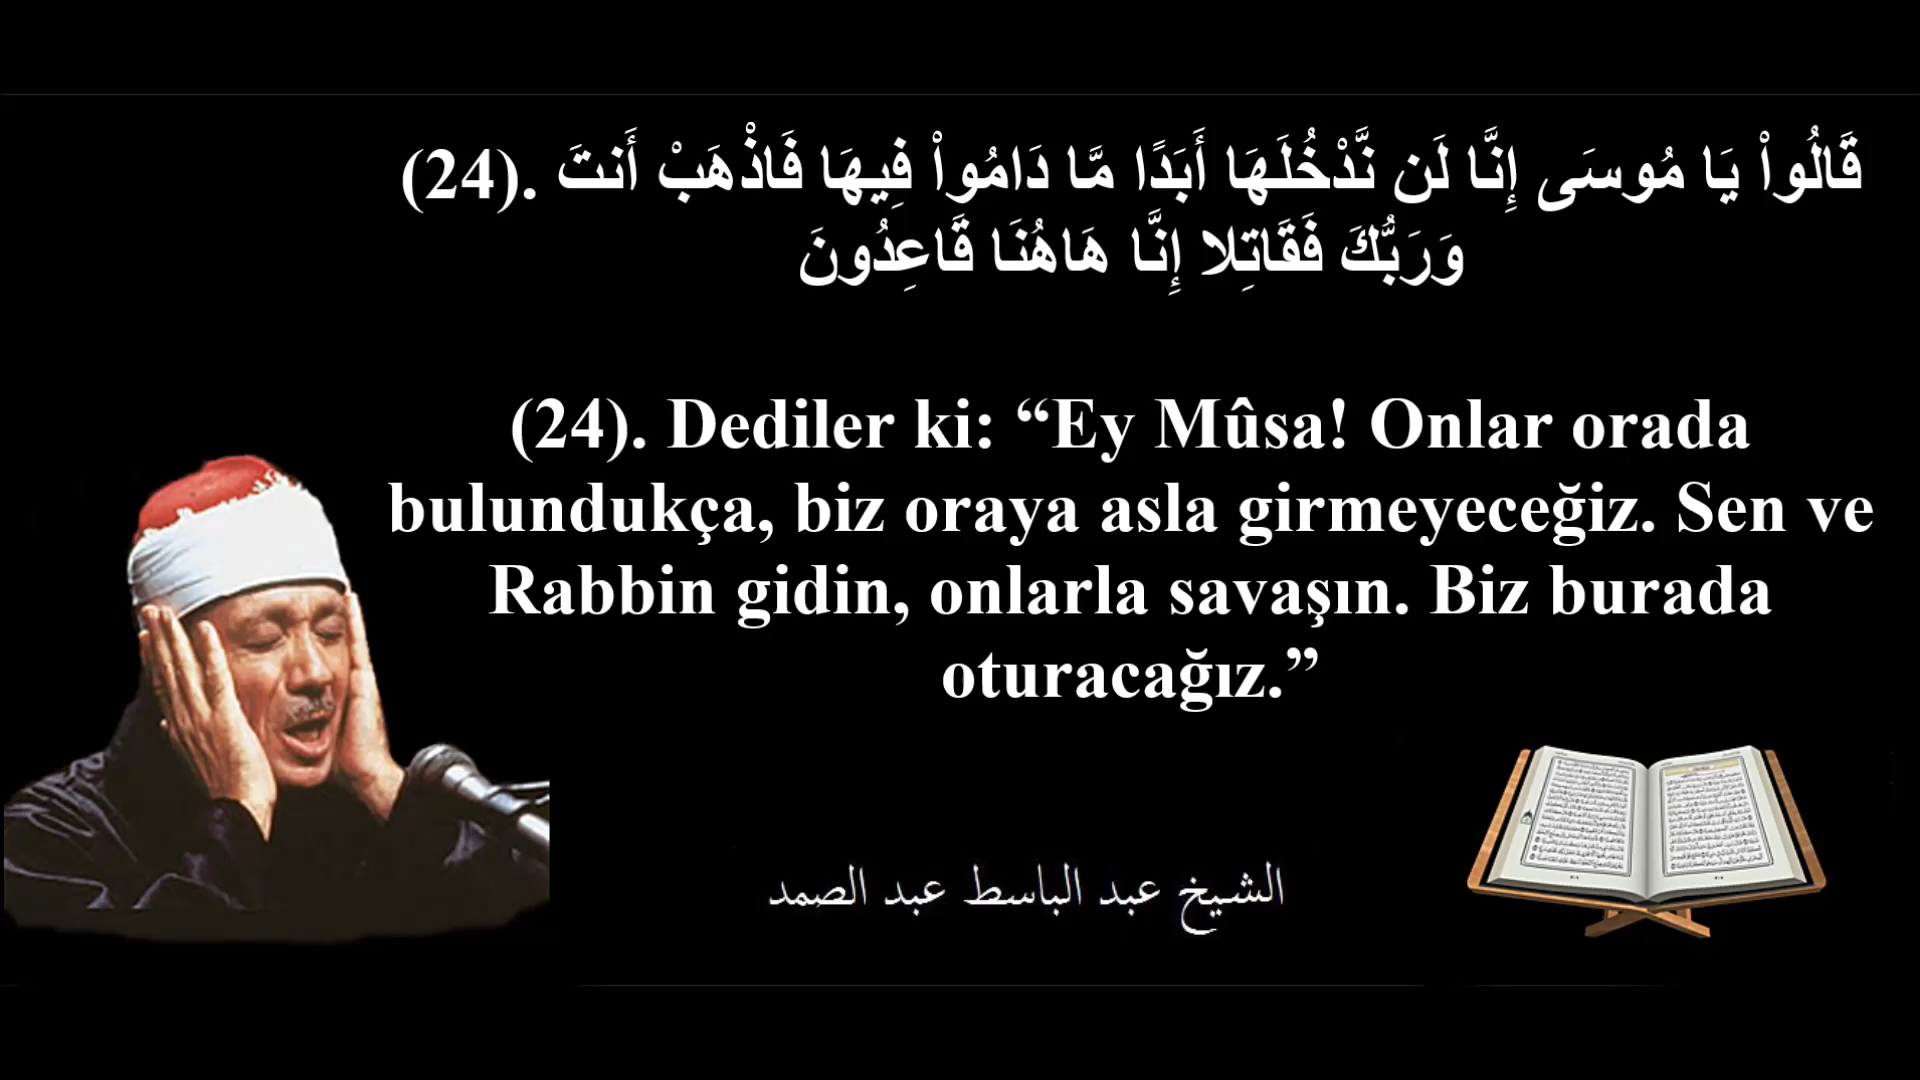 (24). قَالُواْ يَا مُوسَى إِنَّا لَن نَّدْخُلَهَا أَبَدًا مَّا دَامُواْ فِيهَا فَاذْهَبْ أَنتَ
وَرَبُّكَ فَقَاتِلا إِنَّا هَاهُنَا قَاعِدُونَ
(24). Dediler ki: “Ey Mûsa! Onlar orada
bulundukça, biz oraya asla girmeyeceğiz. Sen ve
Rabbin gidin, onlarla savaşın. Biz burada
oturacağız.”
الشيخ عبد الباسط عبد الصمد